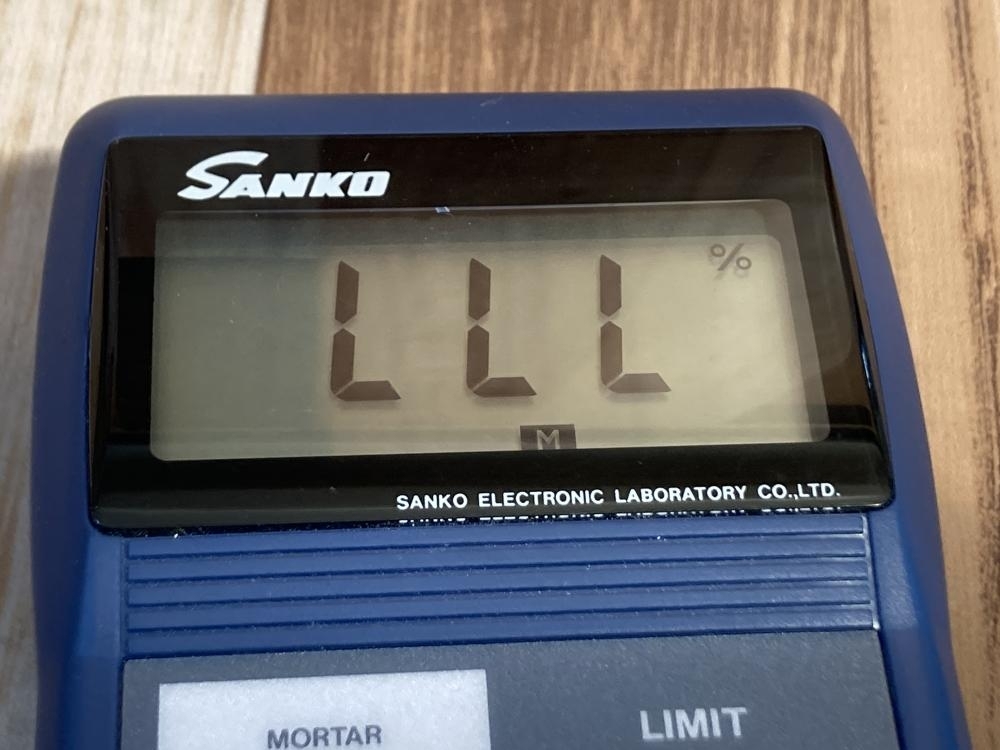 SANKO
%
LLL
M
SANKO ELECTRONIC LABORATORY CO.,LTD.
MORTAR
LIMIT